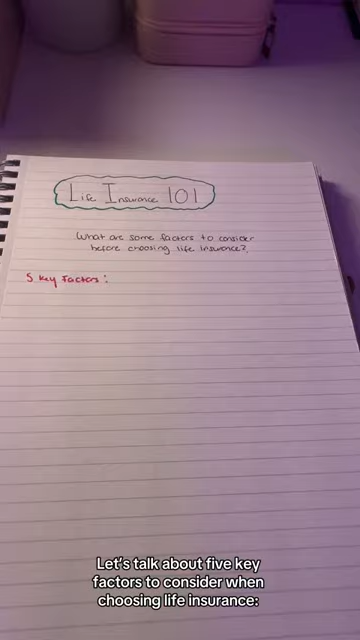 Life Insurance 101
What are some factors to consider
before choosing life insurance?
5 key factors:
Let's talk about five key
factors to consider when
choosing life insurance: